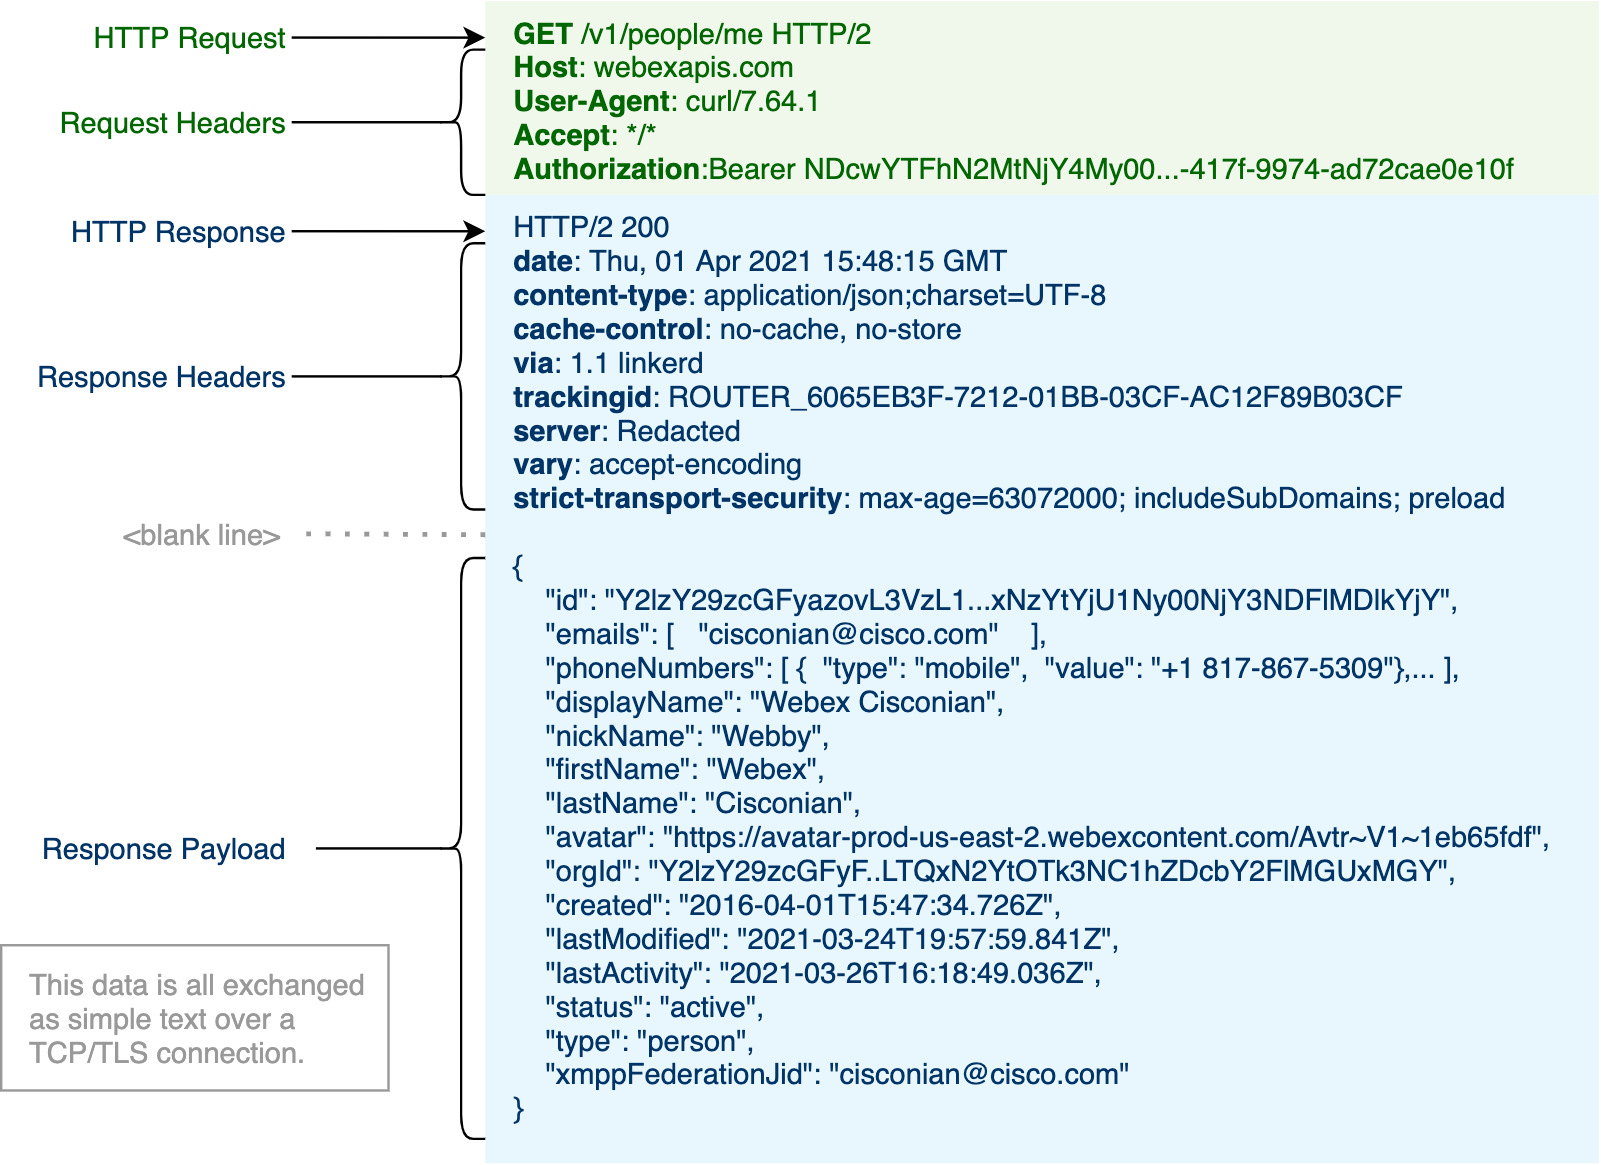 HTTP Request
GET /v1/people/me HTTP/2
Request Headers
Host: webexapis.com
User-Agent: curl/7.64.1
Accept: */*
Authorization:Bearer NDcwYTFhN2MtNjY4My00...-417f-9974-ad72cae0e10f
HTTP Response
HTTP/2 200
Response Headers
date: Thu, 01 Apr 2021 15:48:15 GMT
content-type: application/json;charset=UTF-8
cache-control: no-cache, no-store
via: 1.1 linkerd
trackingid: ROUTER_6065EB3F-7212-01BB-03CF-AC12F89B03CF
server: Redacted
vary: accept-encoding
strict-transport-security: max-age=63072000; includeSubDomains; preload
<blank line>
Response Payload
{
"id": "Y2lzY29zcGFyazovL3VzL1...xNzYtYjU1Ny00NjY3NDFlMDlkYjY",
"emails": [ "cisconian@cisco.com" ],
"phoneNumbers": [ { "type": "mobile", "value": "+1 817-867-5309"},... ],
"displayName": "Webex Cisconian",
"nickName": "Webby",
"firstName": "Webex",
"lastName": "Cisconian",
"avatar": "https://avatar-prod-us-east-2.webexcontent.com/Avtr~V1~1eb65fdf",
"orgId": "Y2lzY29zcGFyF..LTQxN2YtOTk3NC1hZDcbY2FlMGUxMGY",
"created": "2016-04-01T15:47:34.726Z",
"lastModified": "2021-03-24T19:57:59.841Z",
"lastActivity": "2021-03-26T16:18:49.036Z",
"status": "active",
"type": "person",
"xmppFederationJid": "cisconian@cisco.com"
}
This data is all exchanged
as simple text over a
TCP/TLS connection.